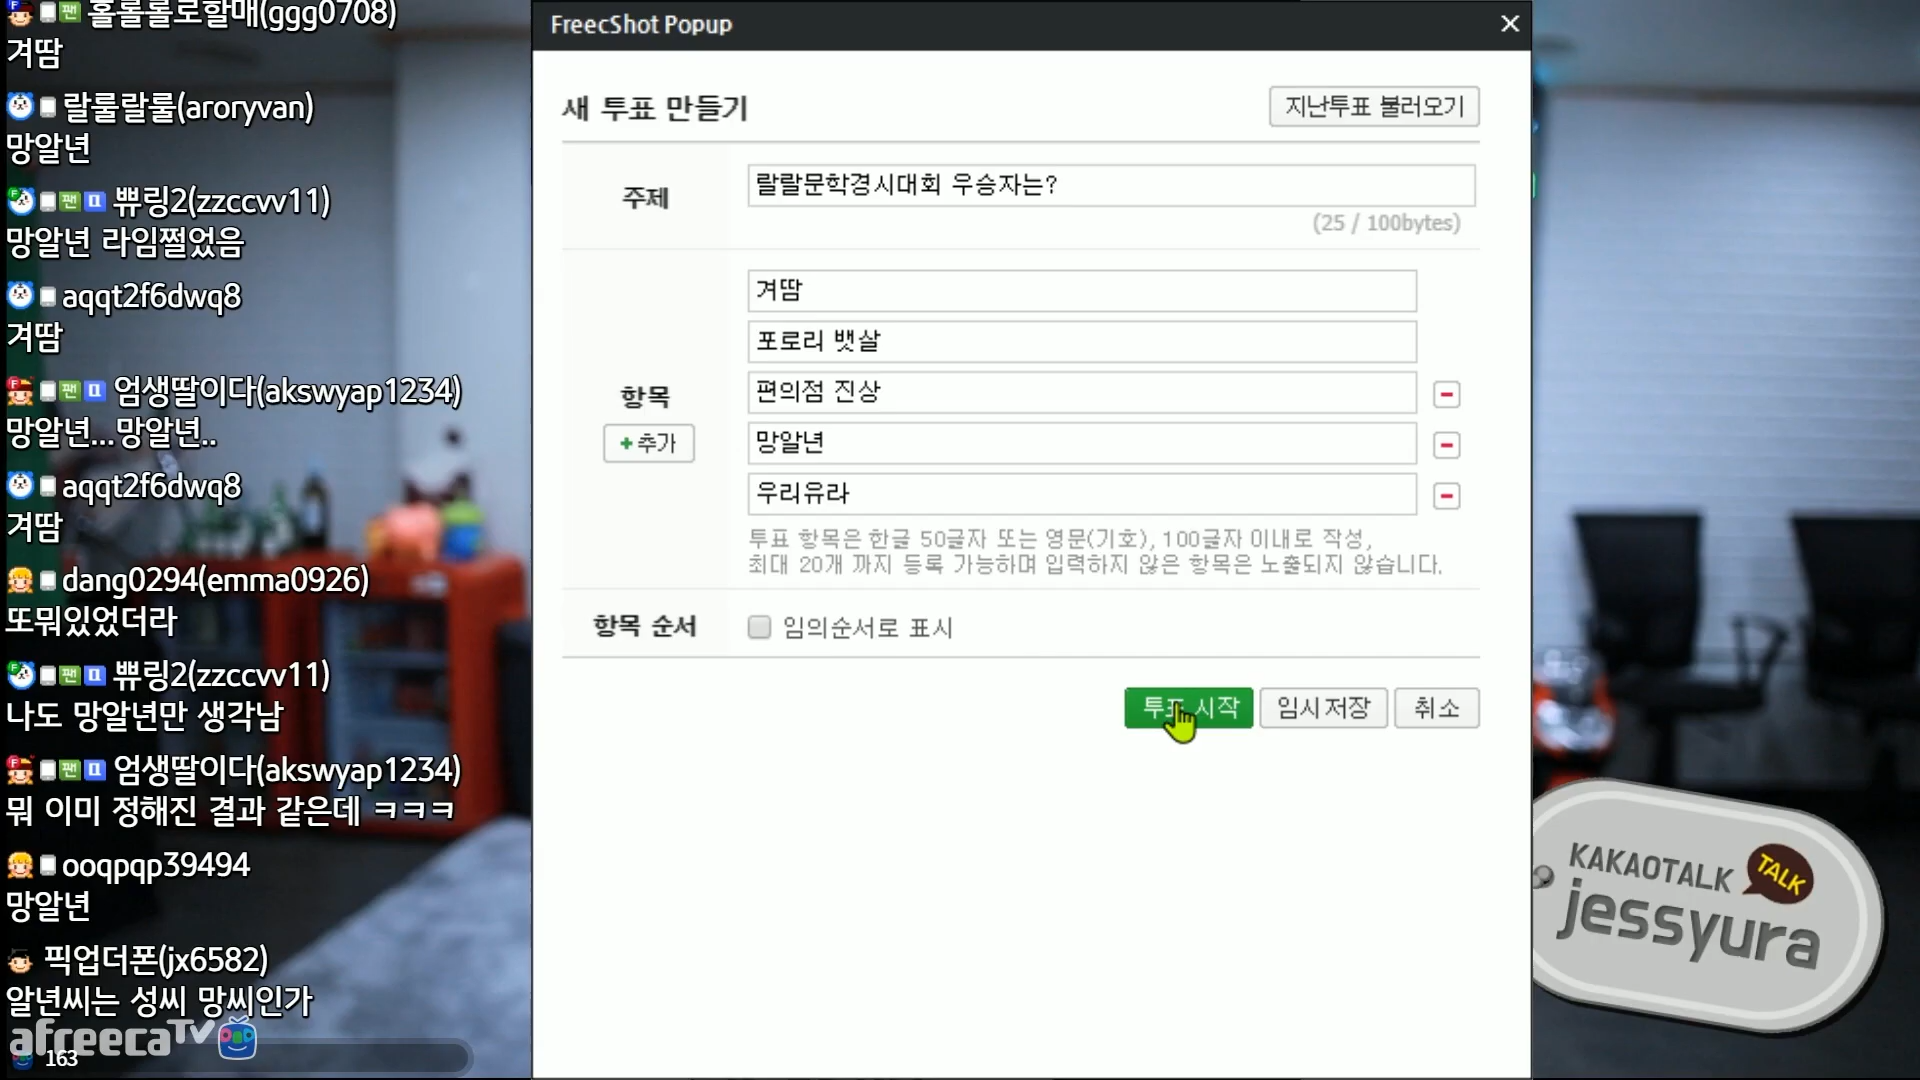 홀롤롤로할매(ggg0708)
겨땀
랄룰랄룰(aroryvan)
망알년
쀼링2(zzccvv11)
망알년 라임쩔었음
aqqt2f6dwq8
겨땀
엄생딸이다(akswyap1234)
망알년...망알년..
aqqt2f6dwq8
겨땀
dang0294(emma0926)
또뭐있었더라
쀼링2(zzccvv11)
나도 망알년만 생각남
엄생딸이다(akswyap1234)
뭐 이미 정해진 결과 같은데 ㅋㅋㅋ
ooqpqp39494
망알년
픽업더폰(jx6582)
알년씨는 성씨 망씨인가
afreecaTV
163
FreecShot Popup
새 투표 만들기
지난투표 불러오기
주제
랄랄문학경시대회 우승자는?
(25 / 100bytes)
항목
+추가
겨땀
포로리 뱃살
편의점 진상
망알년
우리유라
투표 항목은 한글 50글자 또는 영문(기호), 100글자 이내로 작성,
최대 20개 까지 등록 가능하며 입력하지 않은 항목은 노출되지 않습니다.
항목 순서
임의순서로 표시
투표 시작
임시저장
취소
KAKAOTALK TALK
jessyura